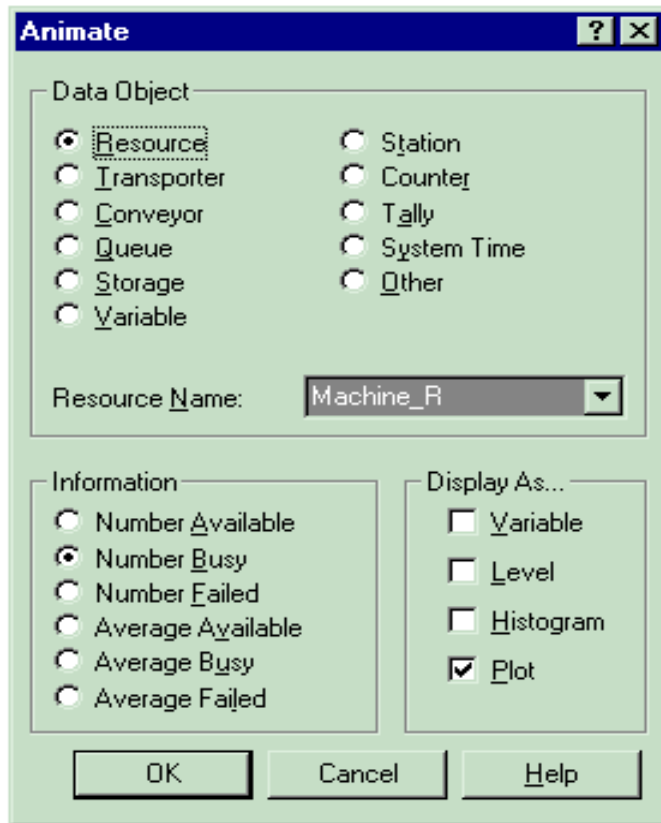 Animate
Data Object
Resource
Transporter
Conveyor
Queue
Storage
Variable
Station
Counter
Tally
System Time
Other
Resource Name: Machine_R
Information
Number Available
Number Busy
Number Failed
Average Available
Average Busy
Average Failed
Display As...
Variable
Level
Histogram
Plot
OK Cancel Help